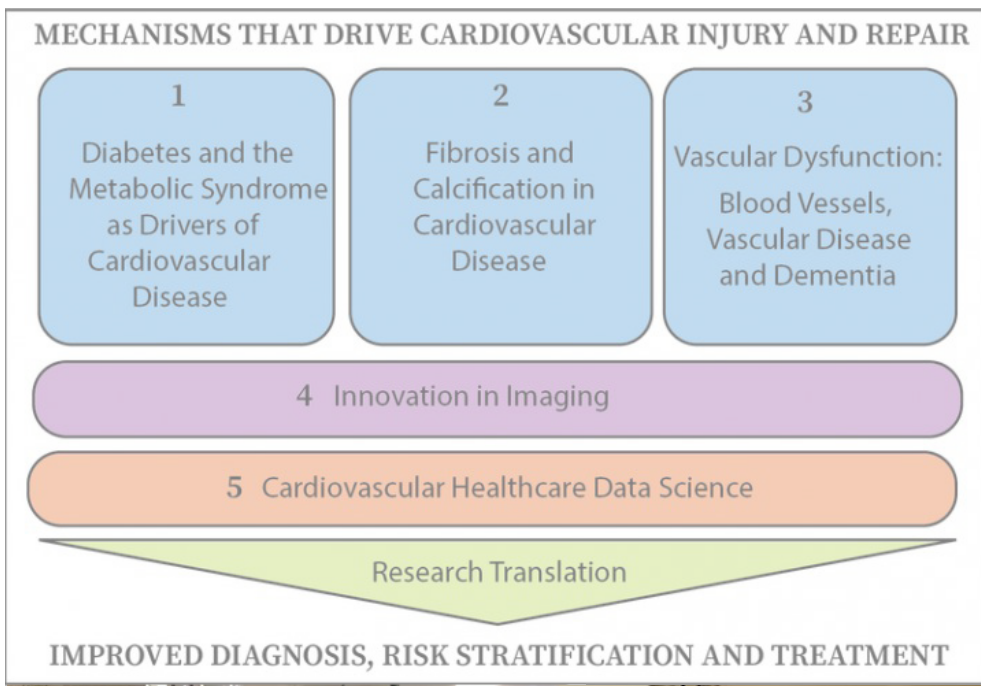 MECHANISMS THAT DRIVE CARDIOVASCULAR INJURY AND REPAIR
1
Diabetes and the
Metabolic Syndrome
as Drivers of
Cardiovascular
Disease
2
Fibrosis and
Calcification in
Cardiovascular
Disease
3
Vascular Dysfunction:
Blood Vessels,
Vascular Disease
and Dementia
4 Innovation in Imaging
5 Cardiovascular Healthcare Data Science
Research Translation
IMPROVED DIAGNOSIS, RISK STRATIFICATION AND TREATMENT